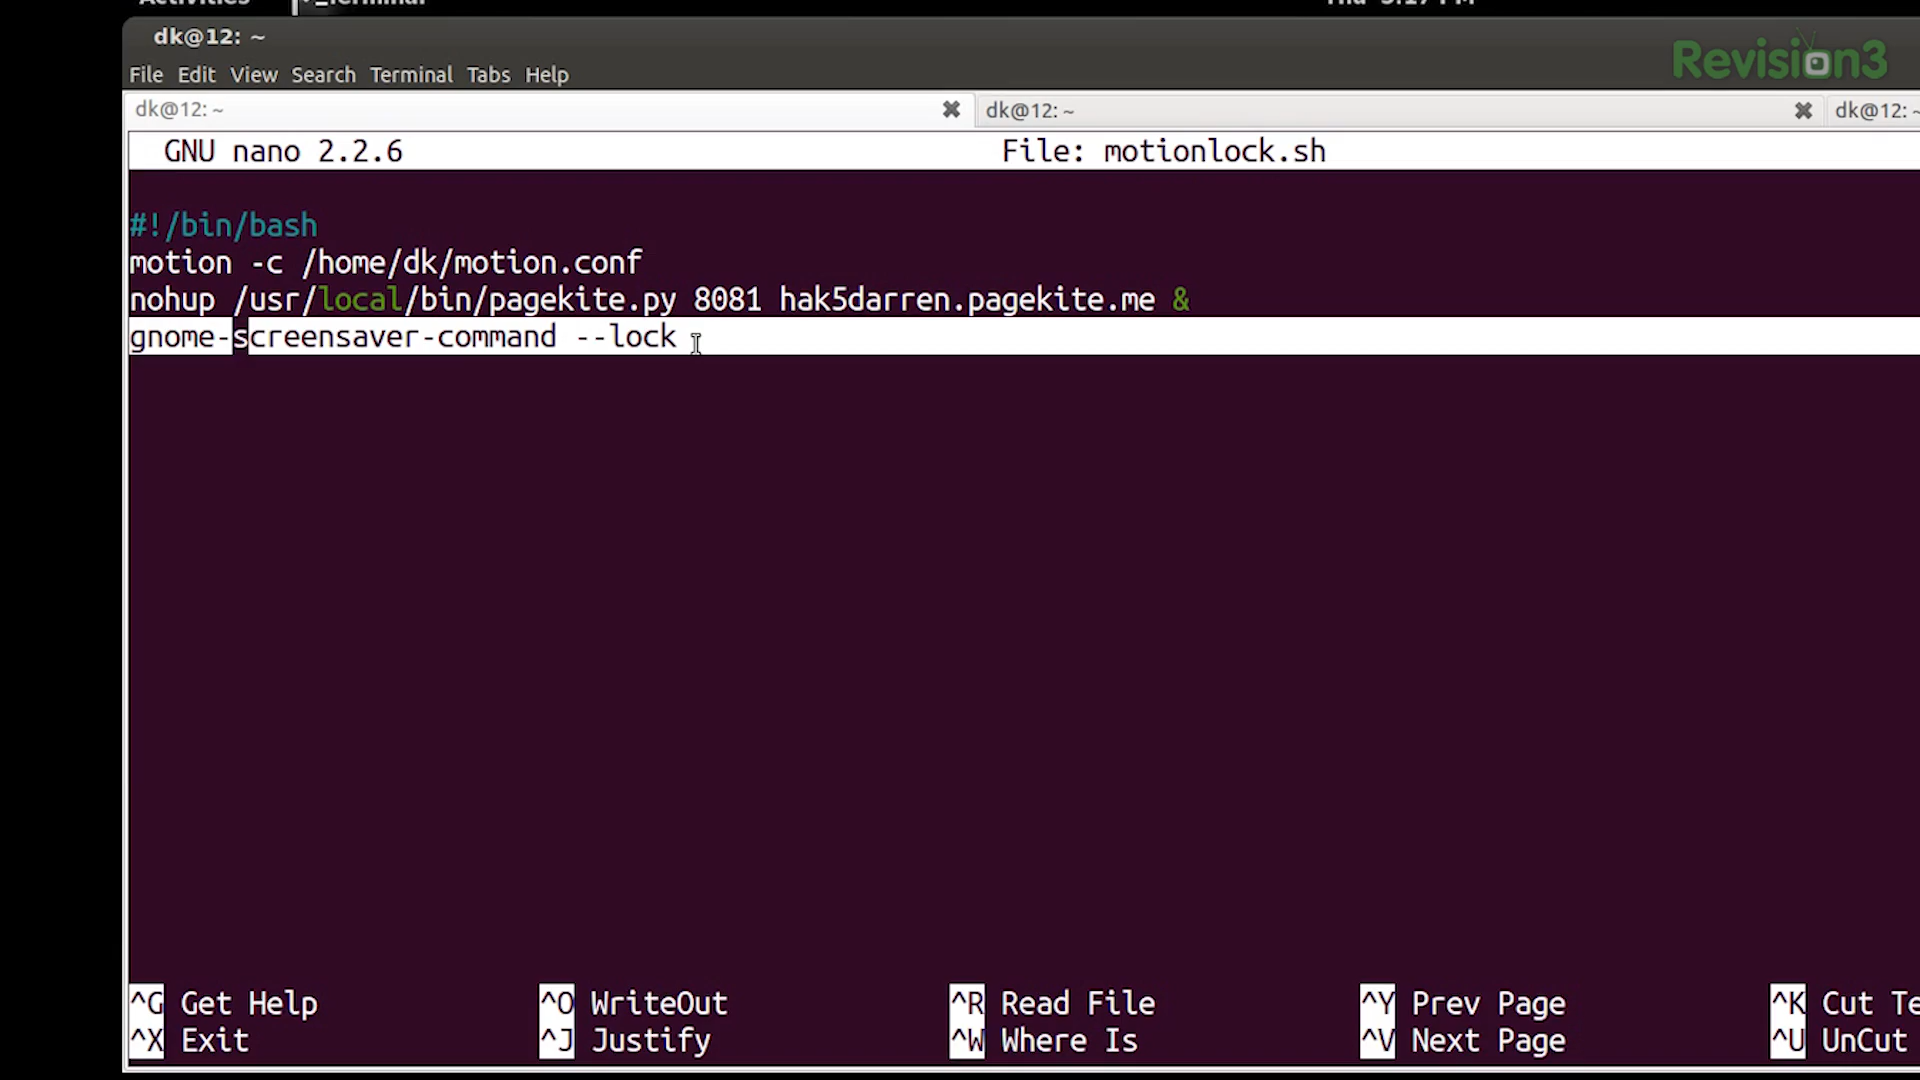 Activities Terminal
dk@12: ~
Revision3
File Edit View Search Terminal Tabs Help
dk@12: ~ dk@12: ~ dk@12: ~
GNU nano 2.2.6 File: motionlock.sh
#!/bin/bash
motion -c /home/dk/motion.conf
nohup /usr/local/bin/pagekite.py 8081 hak5darren.pagekite.me &
gnome-screensaver-command --lock
^G Get Help ^O WriteOut ^R Read File ^Y Prev Page ^K Cut Te
^X Exit ^J Justify ^W Where Is ^V Next Page ^U UnCut